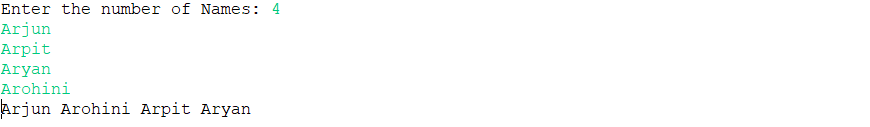 Enter the number of Names: 4
Arjun
Arpit
Aryan
Arohini
Arjun Arohini Arpit Aryan